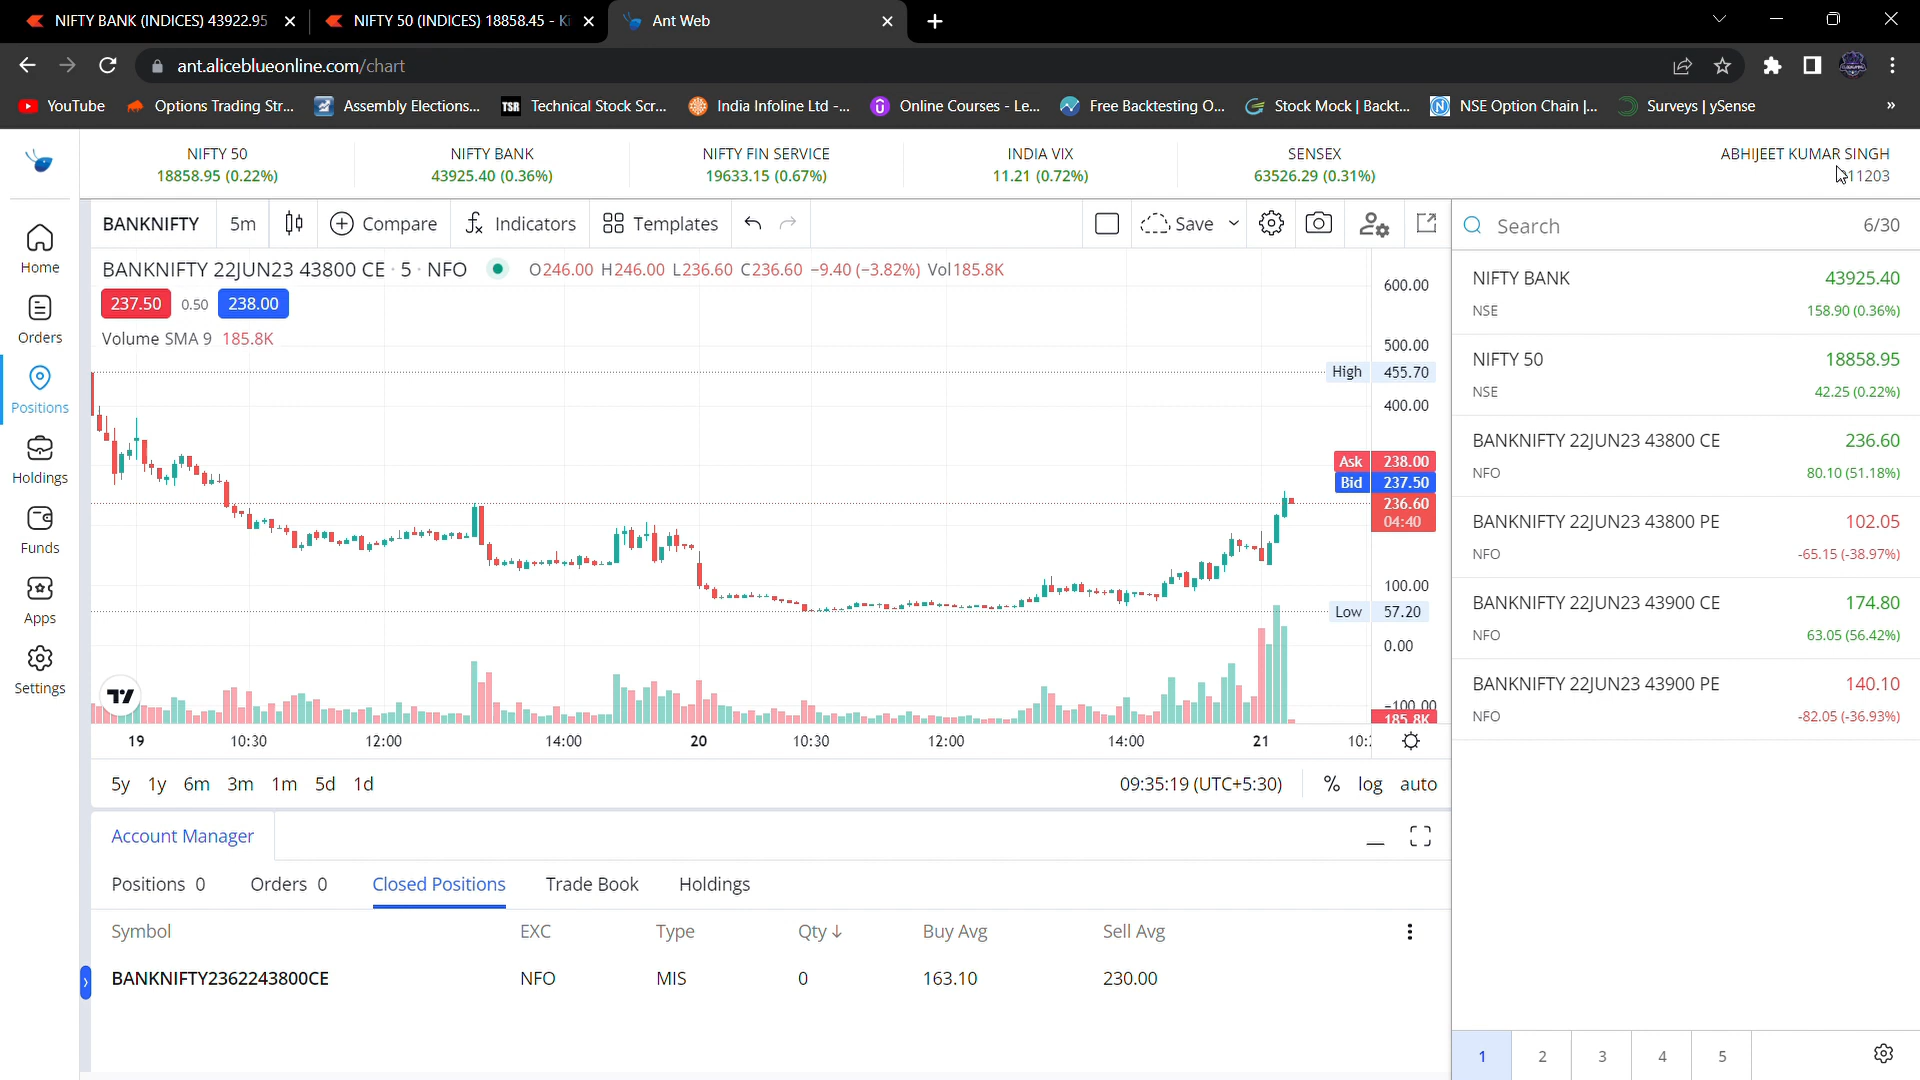 NIFTY BANK (INDICES) 43922.95
NIFTY 50 (INDICES) 18858.45 - Ki
Ant Web
ant.aliceblueonline.com/chart
YouTube
Options Trading Str...
Assembly Elections...
TSR
Technical Stock Scr...
India Infoline Ltd -...
Online Courses - Le...
Free Backtesting O...
Stock Mock | Backt...
NSE Option Chain |...
Surveys | ySense
»
NIFTY 50
18858.95 (0.22%)
NIFTY BANK
43925.40 (0.36%)
NIFTY FIN SERVICE
19633.15 (0.67%)
INDIA VIX
11.21 (0.72%)
SENSEX
63526.29 (0.31%)
ABHIJEET KUMAR SINGH
11203
Home
Orders
Positions
Holdings
Funds
Apps
Settings
BANKNIFTY
5m
Compare
Indicators
Templates
Save
BANKNIFTY 22JUN23 43800 CE · 5 · NFO
O246.00 H246.00 L236.60 C236.60 −9.40 (−3.82%) Vol185.8K
237.50
0.50
238.00
Volume SMA 9 185.8K
600.00
500.00
High 455.70
400.00
Ask 238.00
Bid 237.50
236.60
04:40
100.00
Low 57.20
0.00
−100.00
185.8K
19
10:30
12:00
14:00
20
10:30
12:00
14:00
21
10:
5y 1y 6m 3m 1m 5d 1d
09:35:19 (UTC+5:30)
% log auto
Account Manager
Positions 0
Orders 0
Closed Positions
Trade Book
Holdings
Symbol EXC Type Qty↓ Buy Avg Sell Avg
BANKNIFTY2362243800CE NFO MIS 0 163.10 230.00
Search
6/30
NIFTY BANK 43925.40
NSE 158.90 (0.36%)
NIFTY 50 18858.95
NSE 42.25 (0.22%)
BANKNIFTY 22JUN23 43800 CE 236.60
NFO 80.10 (51.18%)
BANKNIFTY 22JUN23 43800 PE 102.05
NFO -65.15 (-38.97%)
BANKNIFTY 22JUN23 43900 CE 174.80
NFO 63.05 (56.42%)
BANKNIFTY 22JUN23 43900 PE 140.10
NFO -82.05 (-36.93%)
1 2 3 4 5